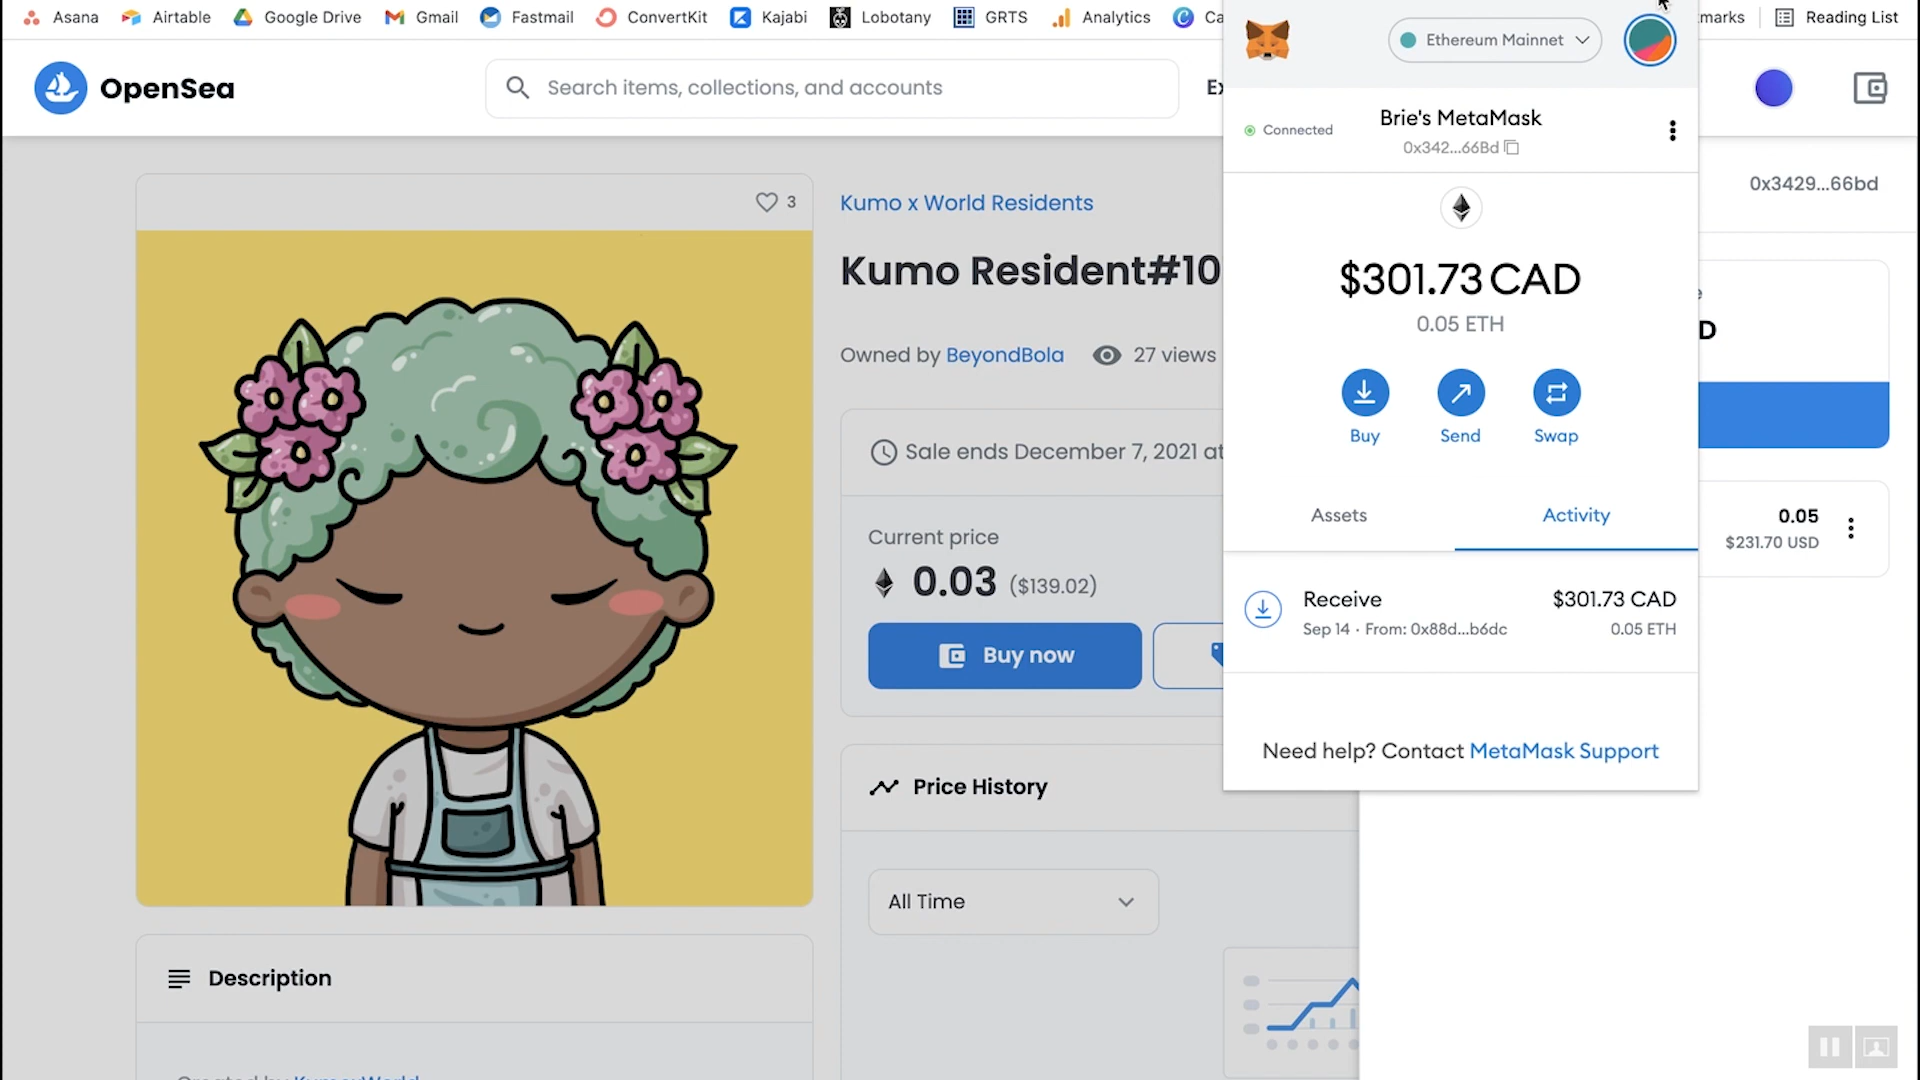 Asana Airtable Google Drive Gmail Fastmail ConvertKit Kajabi Lobotany GRTS Analytics Reading List
OpenSea
Search items, collections, and accounts
Ethereum Mainnet
Connected
Brie's MetaMask
0x342...66Bd
0x3429...66bd
3
Kumo x World Residents
Kumo Resident#10
Owned by BeyondBola
27 views
Sale ends December 7, 2021 at
Current price
0.03 ($139.02)
Buy now
Price History
All Time
$301.73 CAD
0.05 ETH
Buy Send Swap
Assets Activity
Receive $301.73 CAD
Sep 14 · From: 0x88d...b6dc 0.05 ETH
Need help? Contact MetaMask Support
0.05
$231.70 USD
Description